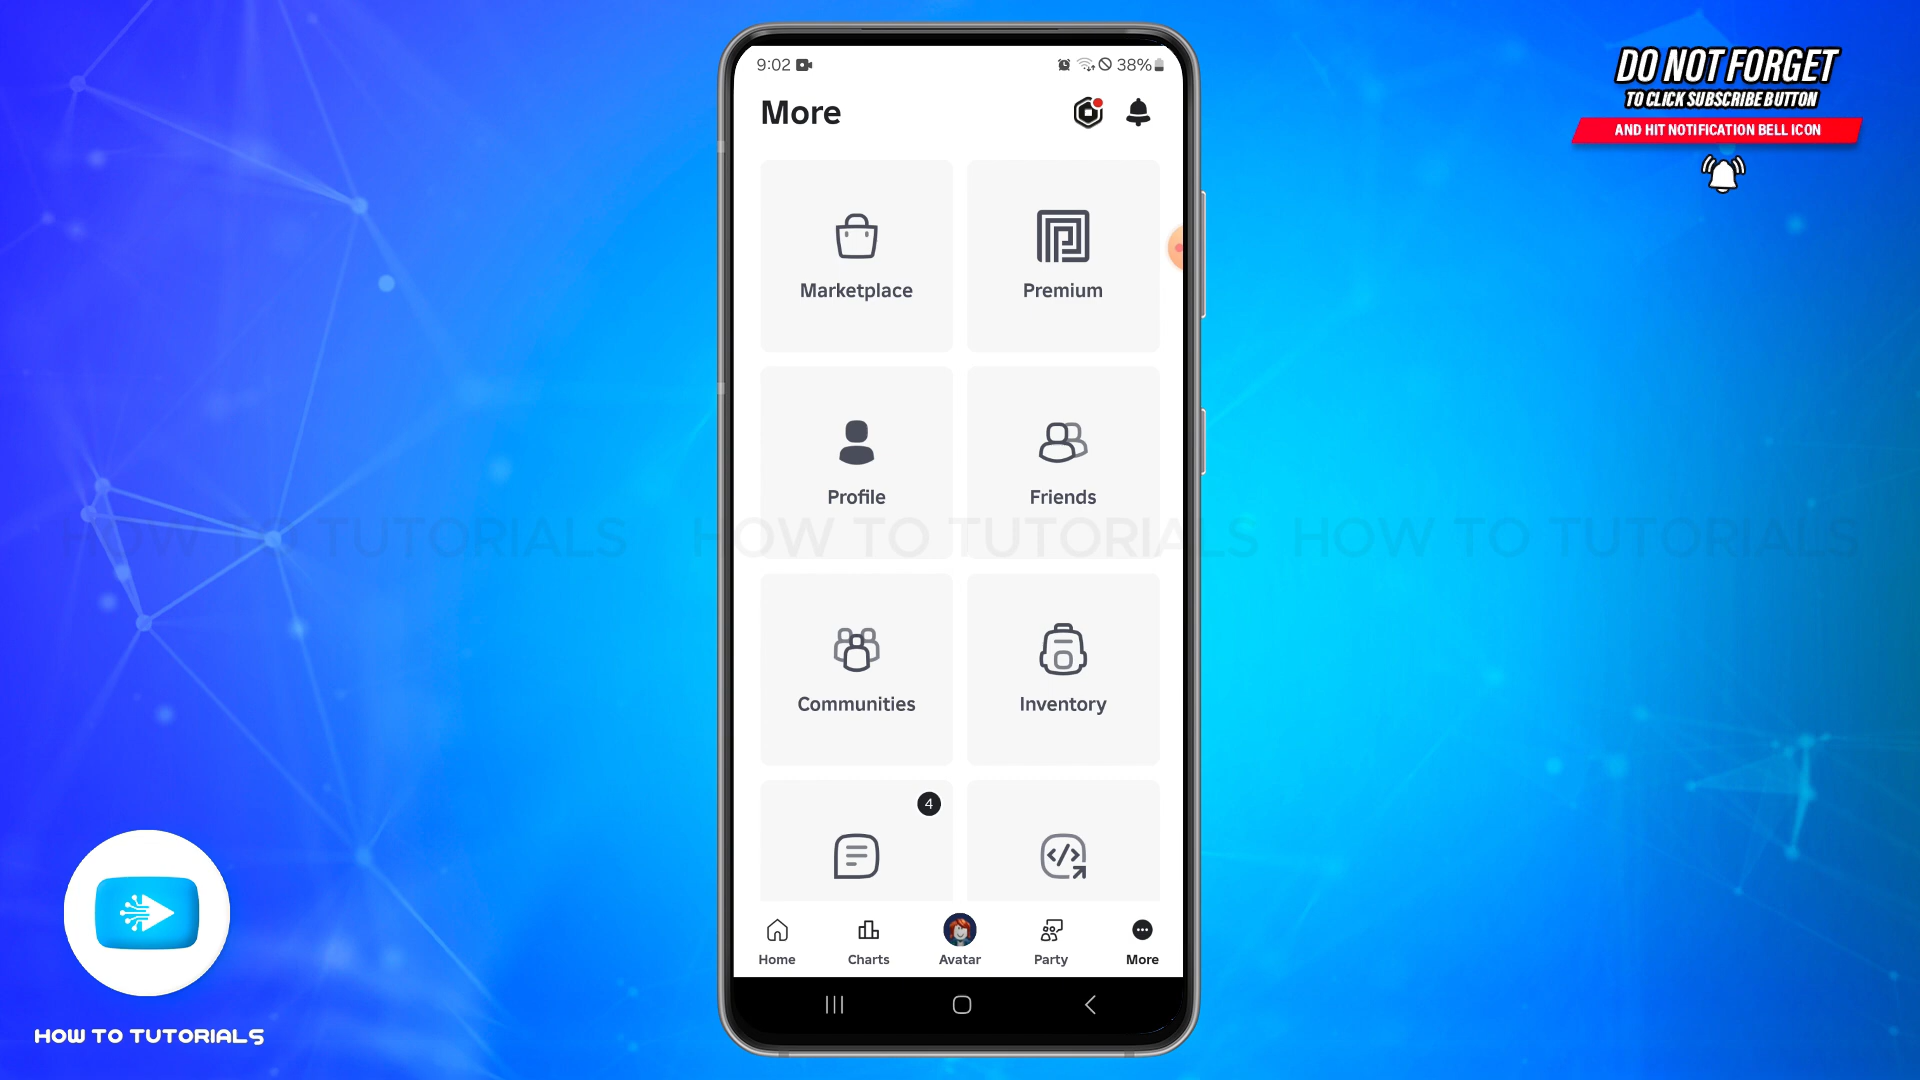 9:02
38%
More
Marketplace
Premium
Profile
Friends
Communities
Inventory
4
Home
Charts
Avatar
Party
More
DO NOT FORGET
TO CLICK SUBSCRIBE BUTTON
AND HIT NOTIFICATION BELL ICON
HOW TO TUTORIALS HOW TO TUTORIALS HOW TO TUTORIALS
HOW TO TUTORIALS